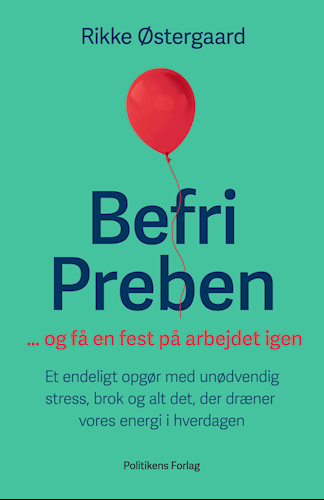 Rikke Østergaard
Befri
Preben
... og få en fest på arbejdet igen
Et endeligt opgør med unødvendig
stress, brok og alt det, der dræner
vores energi i hverdagen
Politikens Forlag